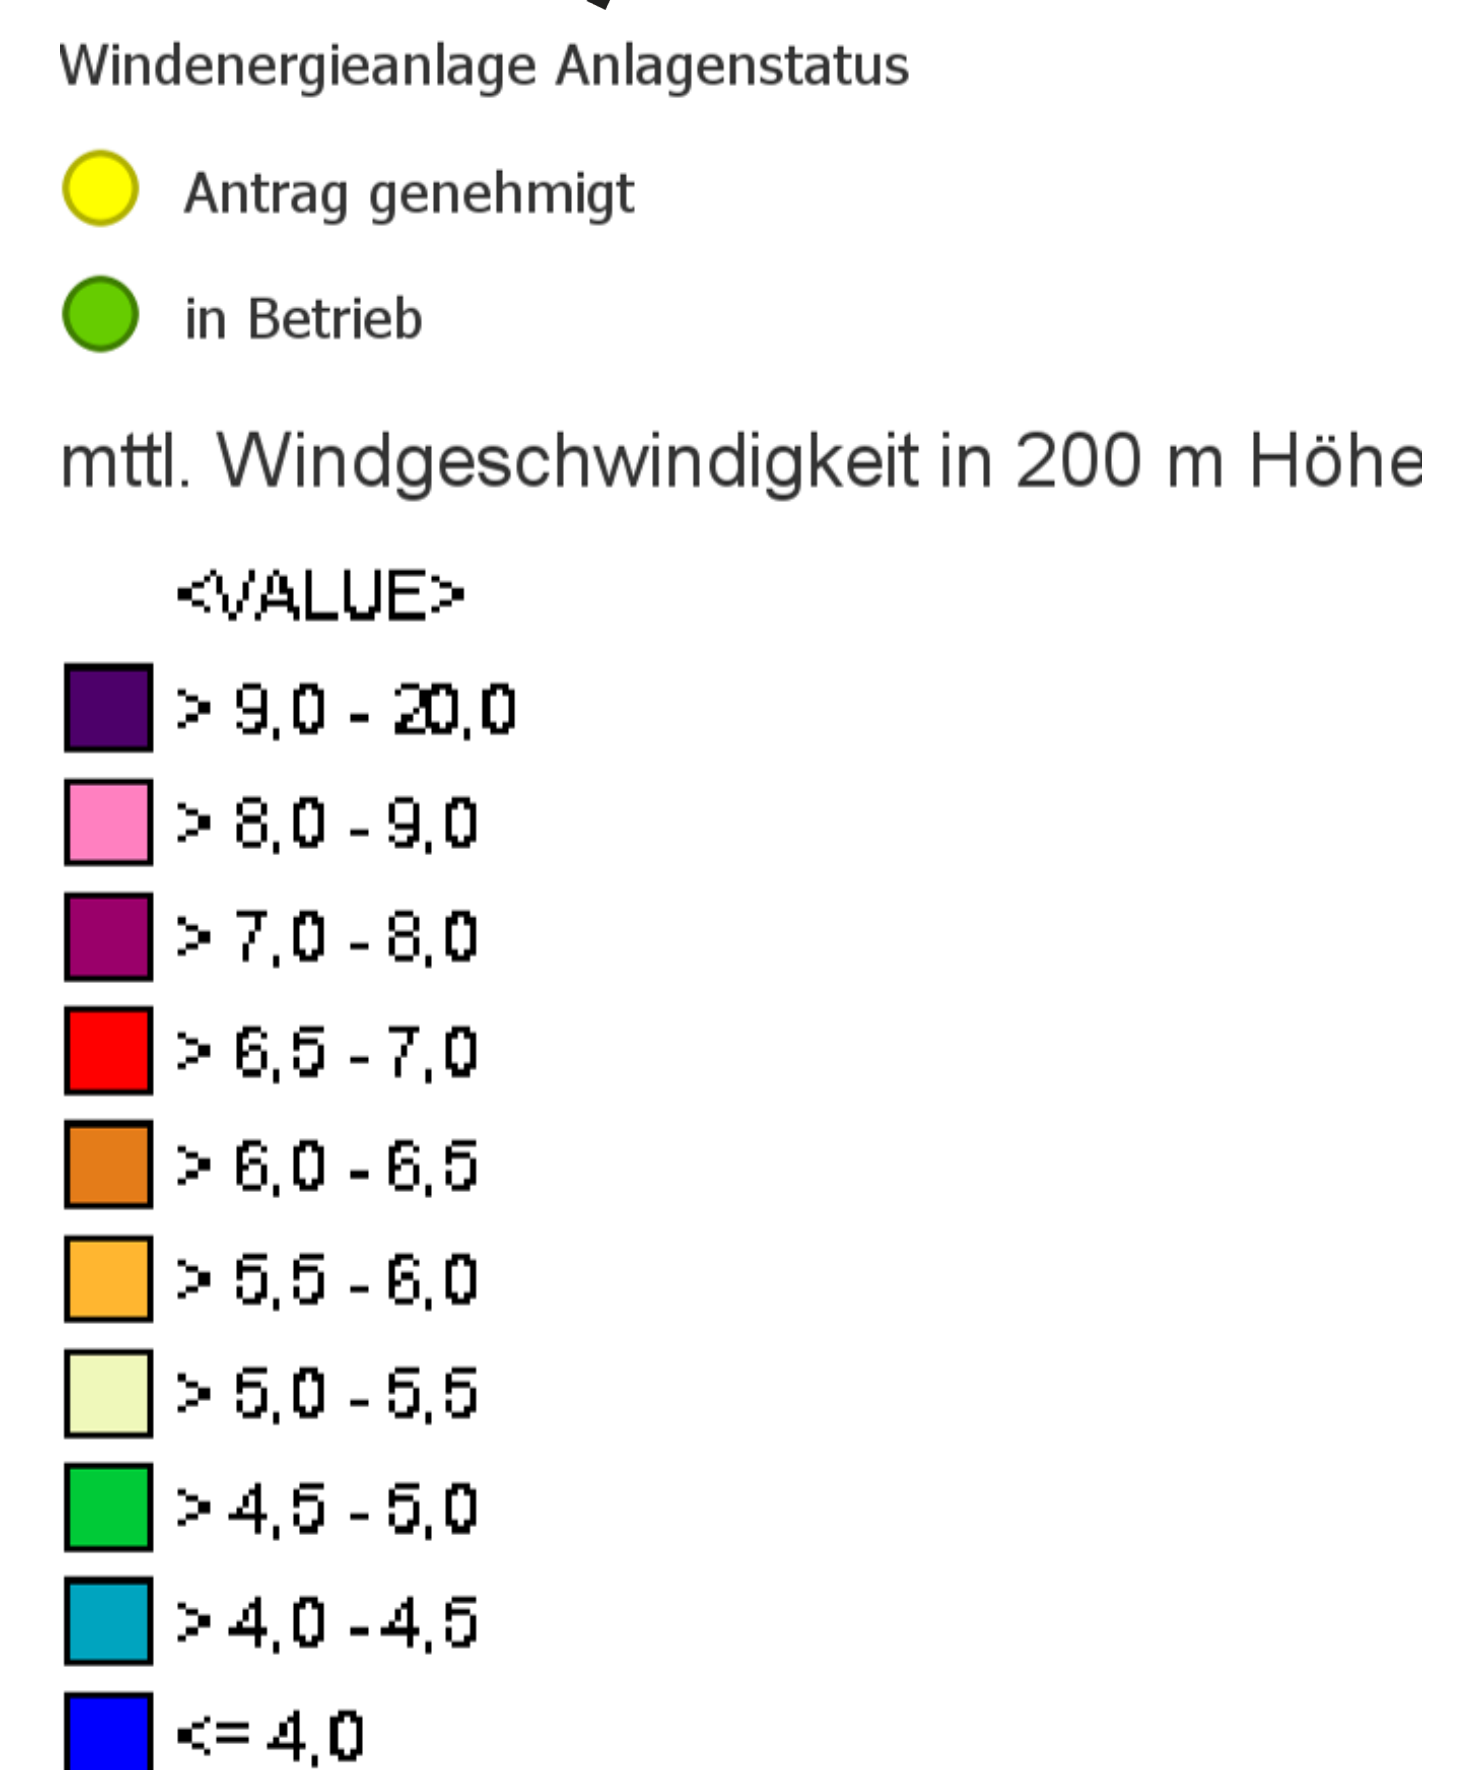 Windenergieanlage Anlagenstatus
Antrag genehmigt
in Betrieb
mttl. Windgeschwindigkeit in 200 m Höhe
<VALUE>
> 9,0 - 20,0
> 8,0 - 9,0
> 7,0 - 8,0
> 6,5 - 7,0
> 6,0 - 6,5
> 5,5 - 6,0
> 5,0 - 5,5
> 4,5 - 5,0
> 4,0 - 4,5
<= 4,0